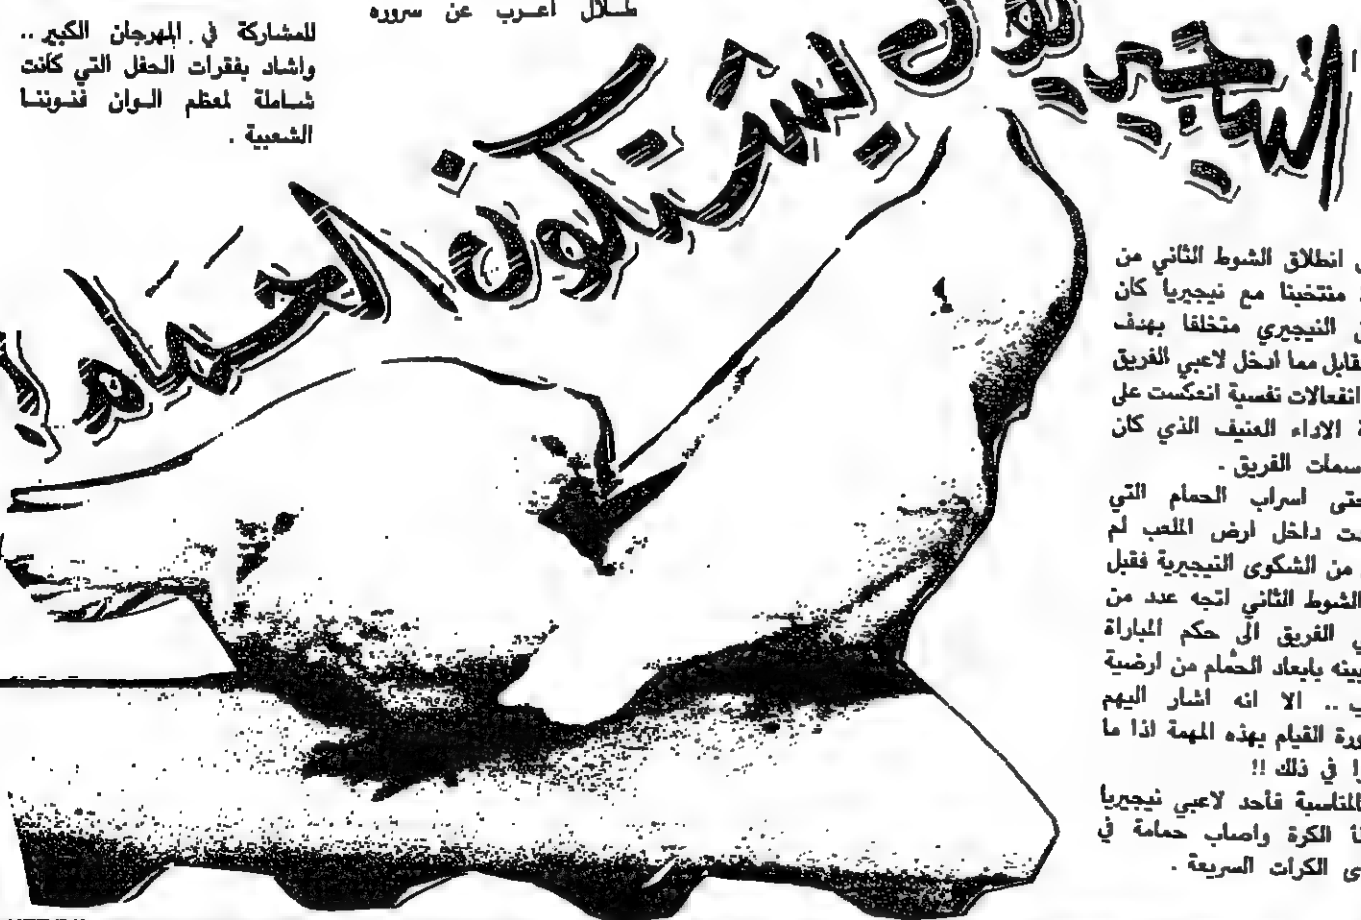 طلال أعرب عن سروره
للمشاركة في المهرجان الكبير ..
واشاد بفقرات الحفل التي كانت
شاملة لمعظم الوان فنوننا
الشعبية .
النيجيريون يشتكون الحمام !
انطلاق الشوط الثاني من
منتخبنا مع نيجيريا كان
النيجيري متخلفا بهدف
مقابل مما ادخل لاعبي الفريق
انفعالات نفسية انعكست على
الاداء العنيف الذي كان
سمات الفريق .
حتى اسراب الحمام التي
داخل ارض الملعب لم
من الشكوى النيجيرية فقبل
الشوط الثاني اتجه عدد من
الفريق الى حكم المباراة
بابعاد الحمام من ارضية
.. الا انه اشار اليهم
القيام بهذه المهمة اذا ما
في ذلك !!
المناسبة فأحد لاعبي نيجيريا
الكرة واصاب حمامة في
الكرات السريعة .